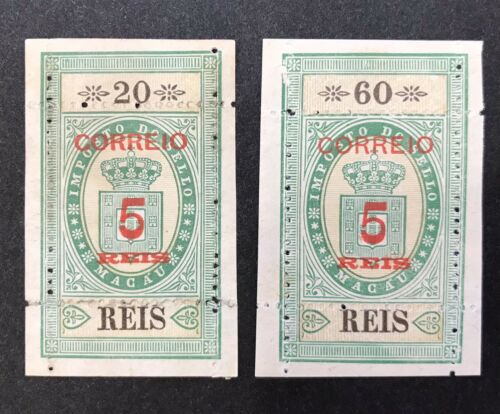 20
CORREIO
IMPOSTO DO SELLO
5
REIS
MACAU
REIS
60
CORREIO
IMPOSTO DO SELLO
5
REIS
MACAU
REIS